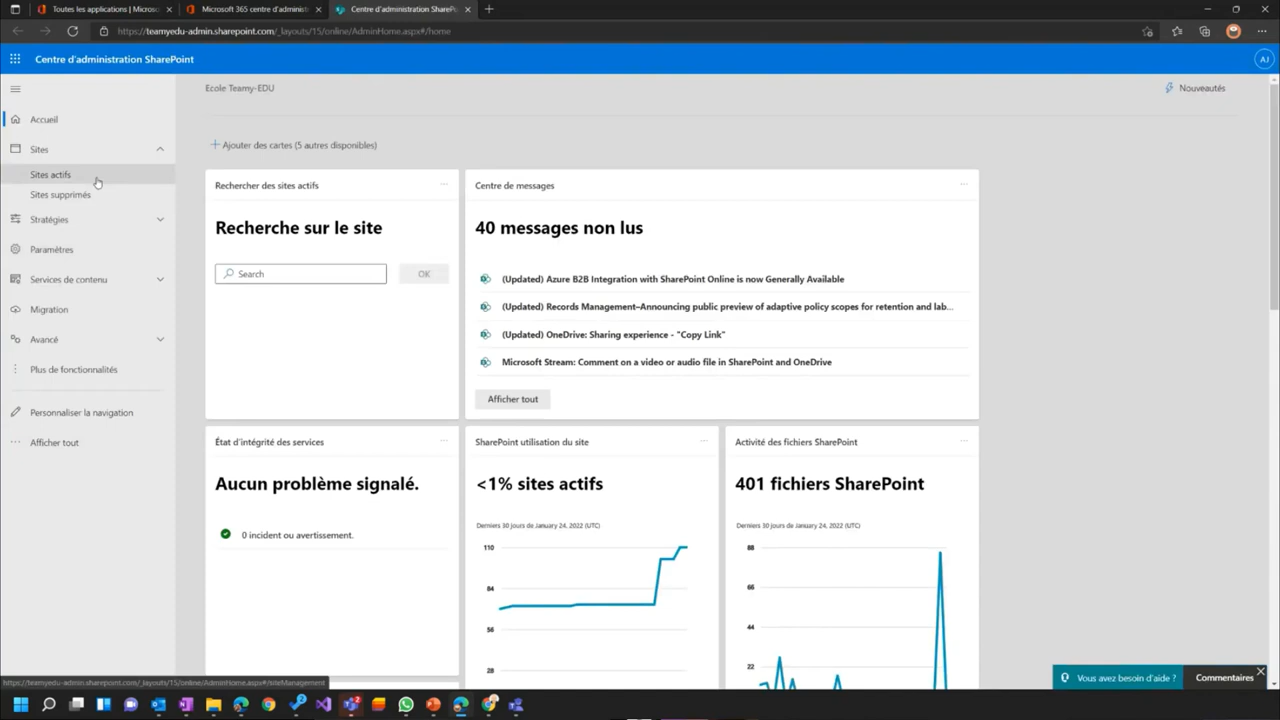 Toutes les applications | Micros
Microsoft 365 centre d'administ
Centre d'administration SharePo
https://teamyedu-admin.sharepoint.com/_layouts/15/online/AdminHome.aspx#/home
Centre d'administration SharePoint
AJ
Ecole Teamy-EDU
Nouveautés
Accueil
Sites
Sites actifs
Sites supprimés
Stratégies
Paramètres
Services de contenu
Migration
Avancé
Plus de fonctionnalités
Personnaliser la navigation
Afficher tout
Ajouter des cartes (5 autres disponibles)
Rechercher des sites actifs
Recherche sur le site
Search
OK
Centre de messages
40 messages non lus
(Updated) Azure B2B Integration with SharePoint Online is now Generally Available
(Updated) Records Management–Announcing public preview of adaptive policy scopes for retention and lab...
(Updated) OneDrive: Sharing experience - "Copy Link"
Microsoft Stream: Comment on a video or audio file in SharePoint and OneDrive
Afficher tout
État d'intégrité des services
Aucun problème signalé.
0 incident ou avertissement.
SharePoint utilisation du site
<1% sites actifs
Derniers 30 jours de January 24, 2022 (UTC)
110
84
56
28
Activité des fichiers SharePoint
401 fichiers SharePoint
Derniers 30 jours de January 24, 2022 (UTC)
88
66
44
22
Vous avez besoin d'aide ?
Commentaires
https://teamyedu-admin.sharepoint.com/_layouts/15/online/AdminHome.aspx#/siteManagement